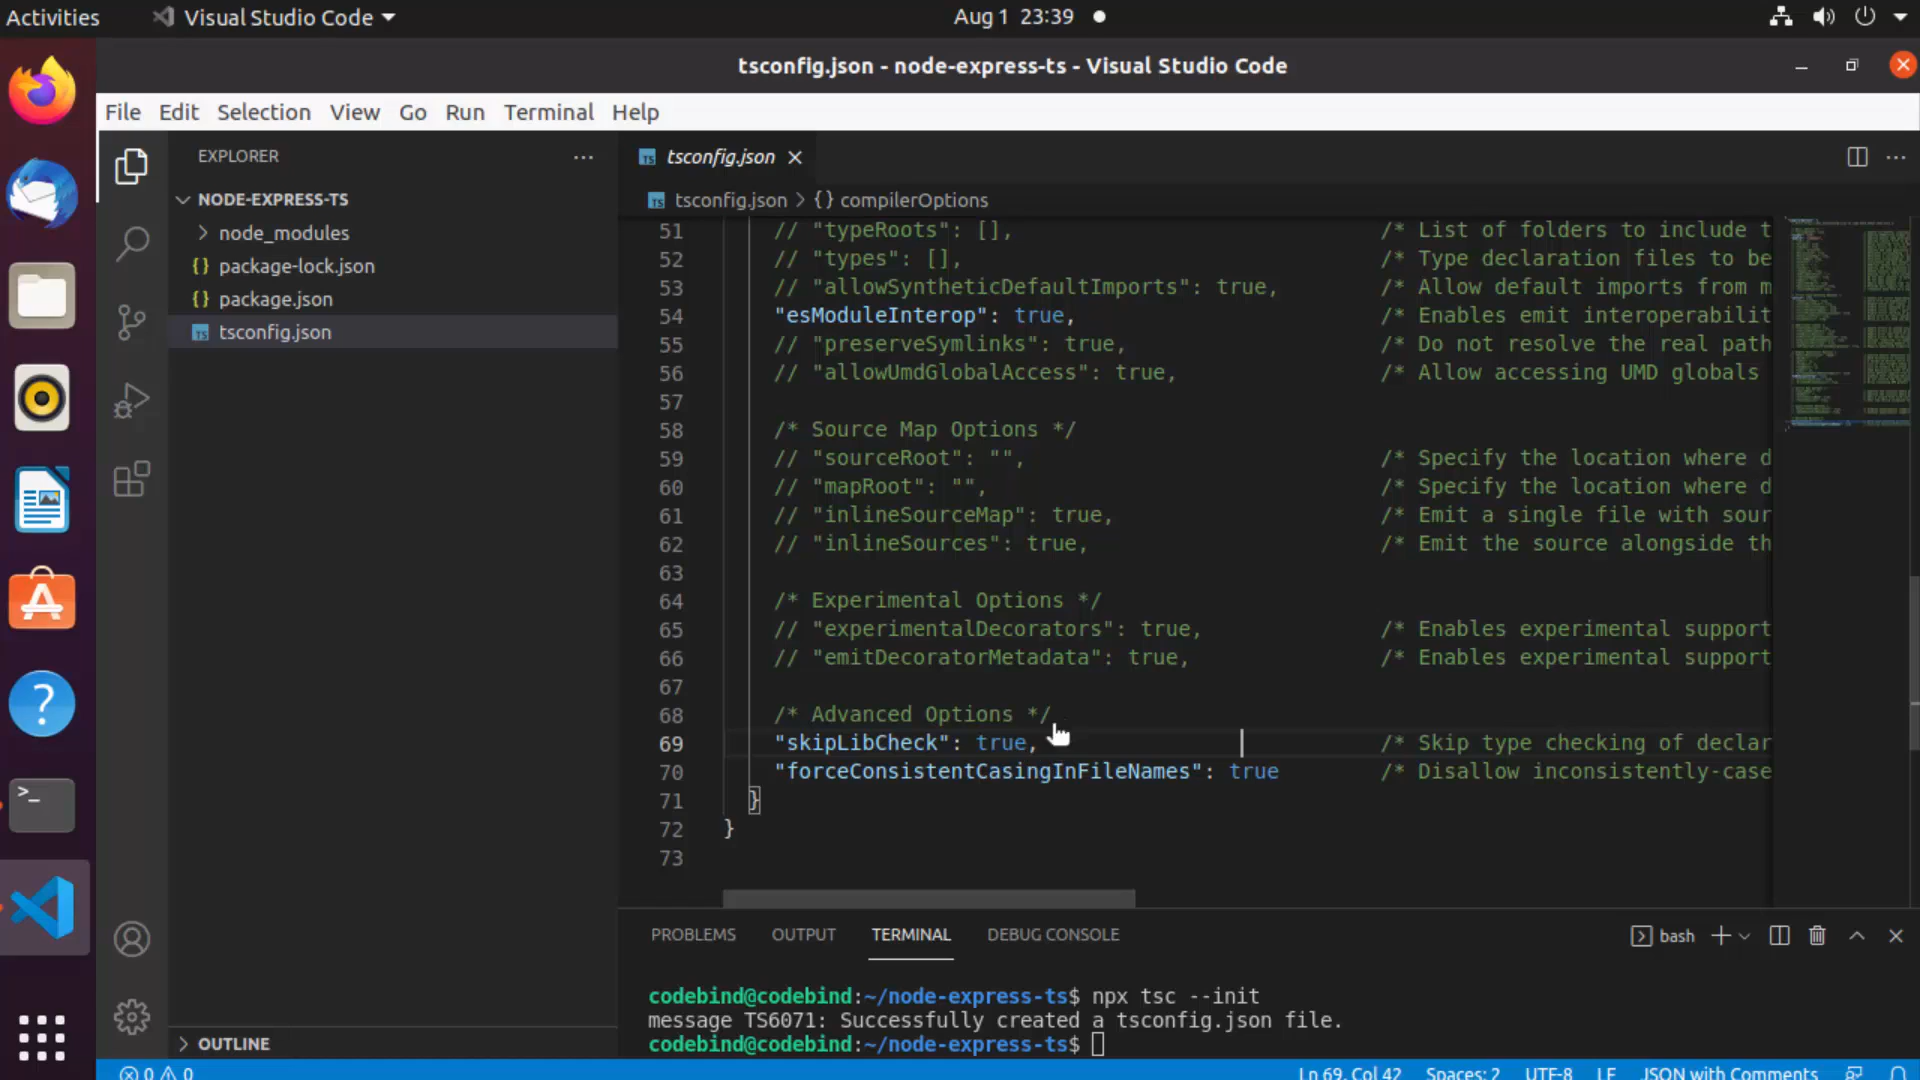 Activities
Visual Studio Code
Aug 1 23:39
tsconfig.json - node-express-ts - Visual Studio Code
File Edit Selection View Go Run Terminal Help
EXPLORER
NODE-EXPRESS-TS
node_modules
package-lock.json
package.json
tsconfig.json
OUTLINE
tsconfig.json
tsconfig.json > {} compilerOptions
51 // "typeRoots": [], /* List of folders to include t
52 // "types": [], /* Type declaration files to be
53 // "allowSyntheticDefaultImports": true, /* Allow default imports from m
54 "esModuleInterop": true, /* Enables emit interoperabilit
55 // "preserveSymlinks": true, /* Do not resolve the real path
56 // "allowUmdGlobalAccess": true, /* Allow accessing UMD globals
57
58 /* Source Map Options */
59 // "sourceRoot": "", /* Specify the location where d
60 // "mapRoot": "", /* Specify the location where d
61 // "inlineSourceMap": true, /* Emit a single file with sour
62 // "inlineSources": true, /* Emit the source alongside th
63
64 /* Experimental Options */
65 // "experimentalDecorators": true, /* Enables experimental support
66 // "emitDecoratorMetadata": true, /* Enables experimental support
67
68 /* Advanced Options */
69 "skipLibCheck": true, /* Skip type checking of declar
70 "forceConsistentCasingInFileNames": true /* Disallow inconsistently-case
71 }
72 }
73
PROBLEMS OUTPUT TERMINAL DEBUG CONSOLE
bash
codebind@codebind:~/node-express-ts$ npx tsc --init
message TS6071: Successfully created a tsconfig.json file.
codebind@codebind:~/node-express-ts$
0 0
Ln 69, Col 42 Spaces: 2 UTF-8 LF JSON with Comments